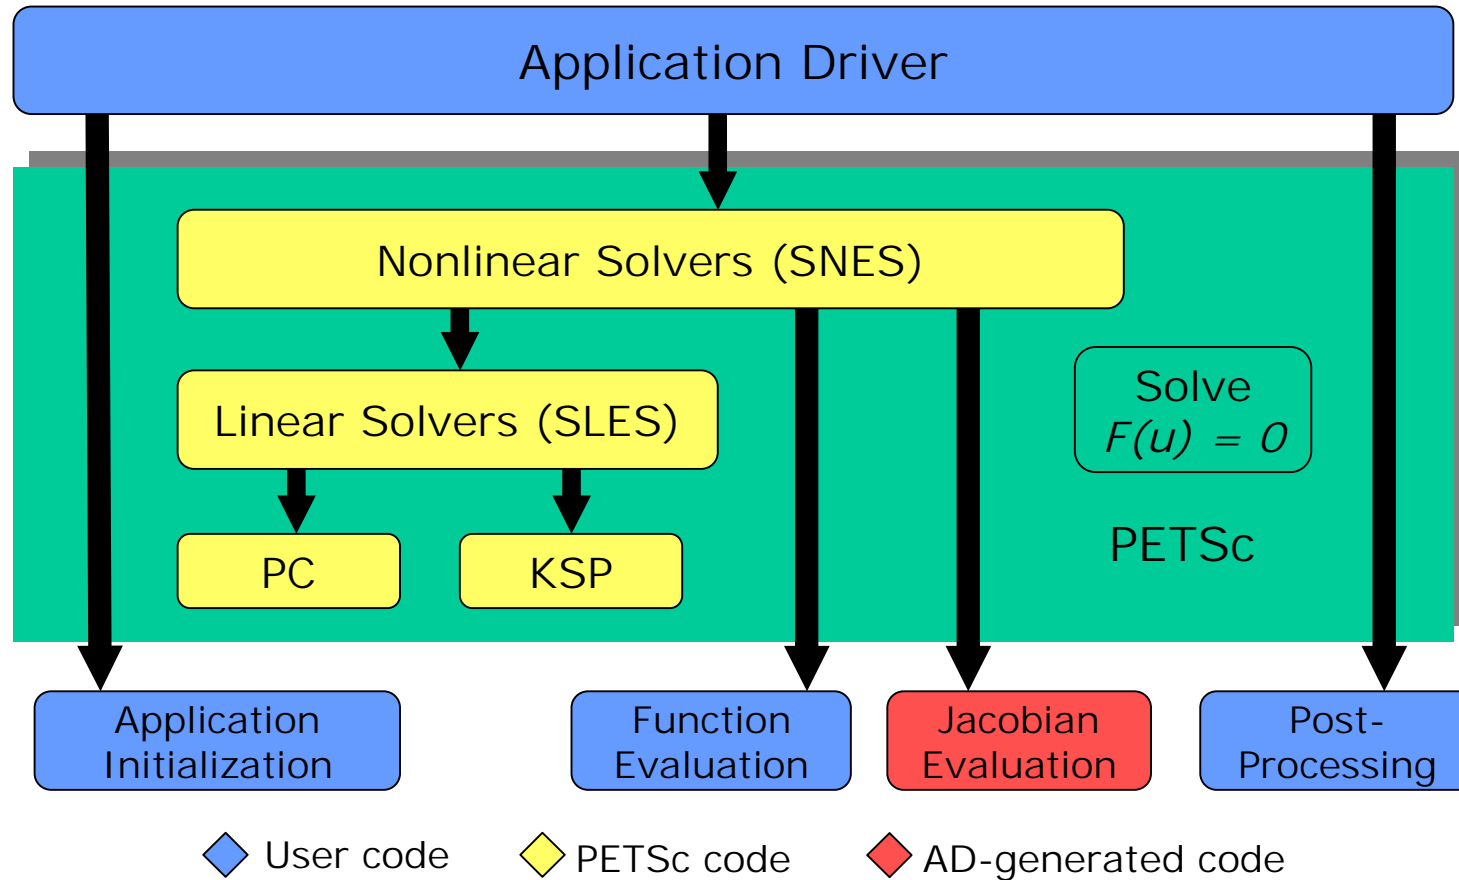 Application Driver
Nonlinear Solvers (SNES)
Linear Solvers (SLES)
Solve
F(u) = 0
PC
KSP
PETSc
Application
Initialization
Function
Evaluation
Jacobian
Evaluation
Post-
Processing
User code
PETSc code
AD-generated code